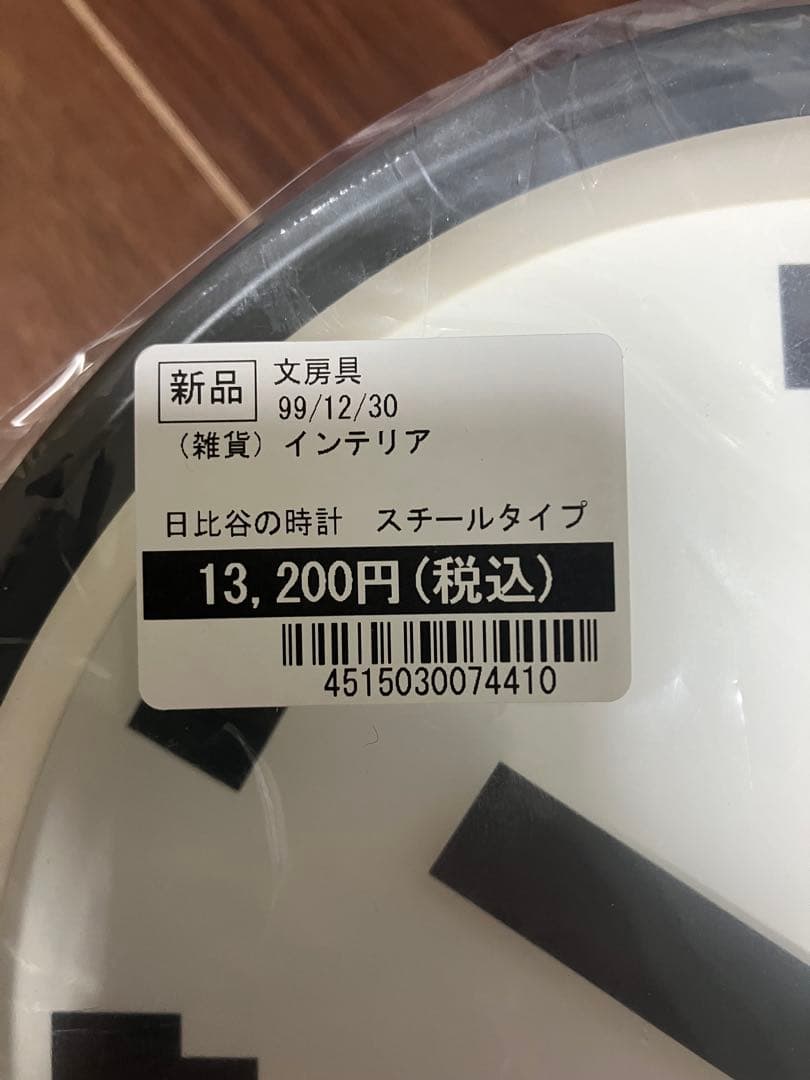 新品 文房具
99/12/30
（雑貨）インテリア
日比谷の時計　スチールタイプ
13,200円(税込)
4515030074410